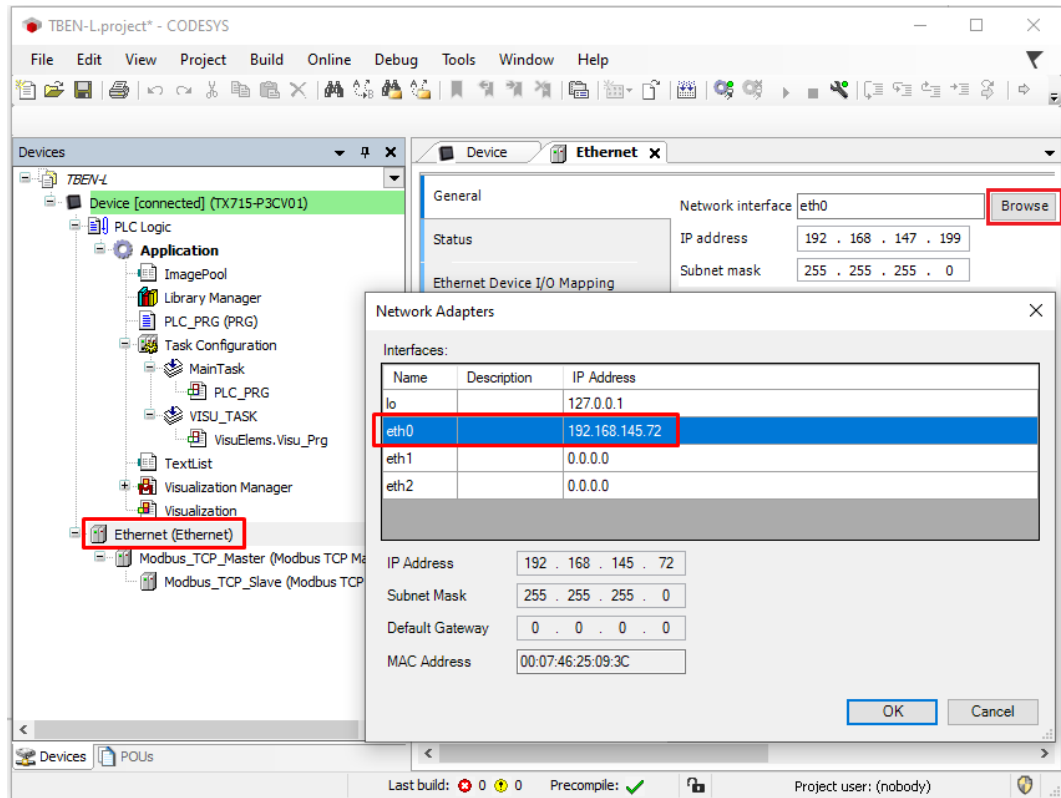 TBEN-L.project* - CODESYS
File Edit View Project Build Online Debug Tools Window Help
Devices
TBEN-L
Device [connected] (TX715-P3CV01)
PLC Logic
Application
ImagePool
Library Manager
PLC_PRG (PRG)
Task Configuration
MainTask
PLC_PRG
VISU_TASK
VisuElems.Visu_Prg
TextList
Visualization Manager
Visualization
Ethernet (Ethernet)
Modbus_TCP_Master (Modbus TCP Ma
Modbus_TCP_Slave (Modbus TCP
Devices POUs
Device Ethernet
General
Status
Ethernet Device I/O Mapping
Network interface eth0 Browse
IP address 192 . 168 . 147 . 199
Subnet mask 255 . 255 . 255 . 0
Network Adapters
Interfaces:
Name Description IP Address
lo 127.0.0.1
eth0 192.168.145.72
eth1 0.0.0.0
eth2 0.0.0.0
IP Address 192 . 168 . 145 . 72
Subnet Mask 255 . 255 . 255 . 0
Default Gateway 0 . 0 . 0 . 0
MAC Address 00:07:46:25:09:3C
OK Cancel
Last build: 0 0 Precompile: Project user: (nobody)